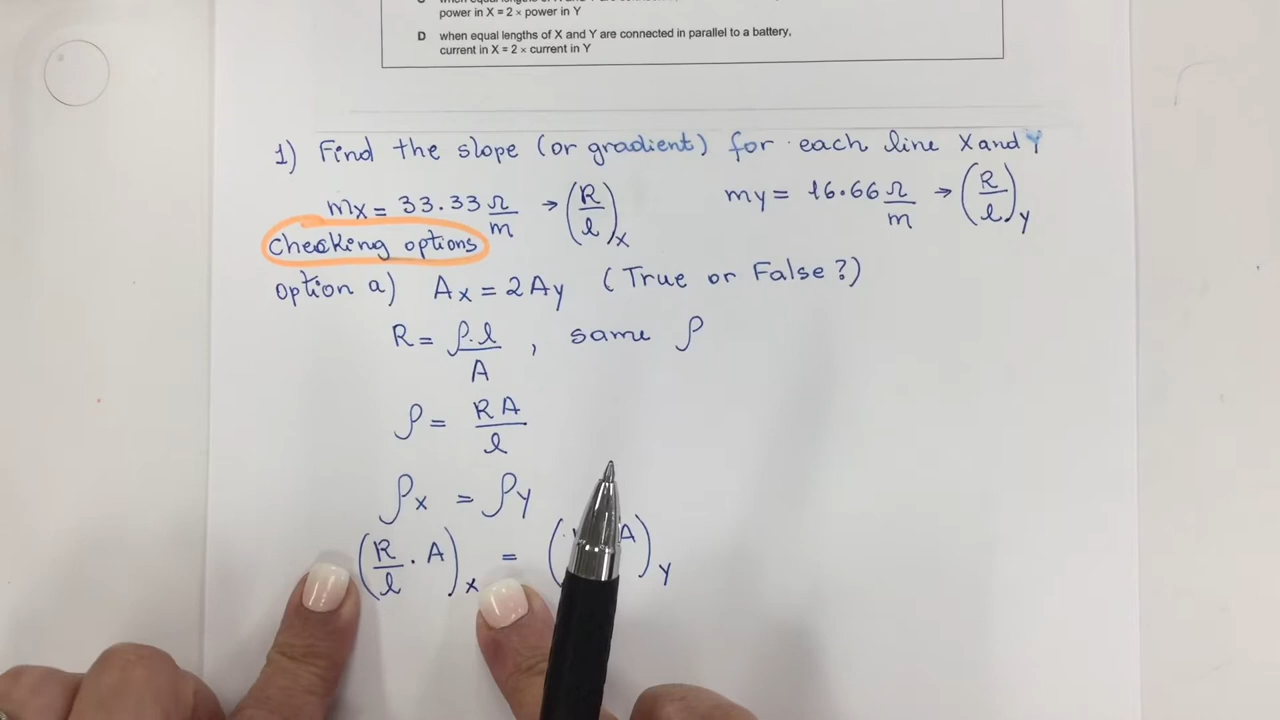 power in X = 2 × power in Y
D when equal lengths of X and Y are connected in parallel to a battery,
current in X = 2 × current in Y
1) Find the slope (or gradient) for each line X and Y
mx = 33.33 Ω/m → (R/l)x my = 16.66 Ω/m → (R/l)y
Checking options
option a) Ax = 2Ay (True or False?)
R = ρ.l/A , same ρ
ρ = RA/l
ρx = ρy
(R/l . A)x = ( A)y